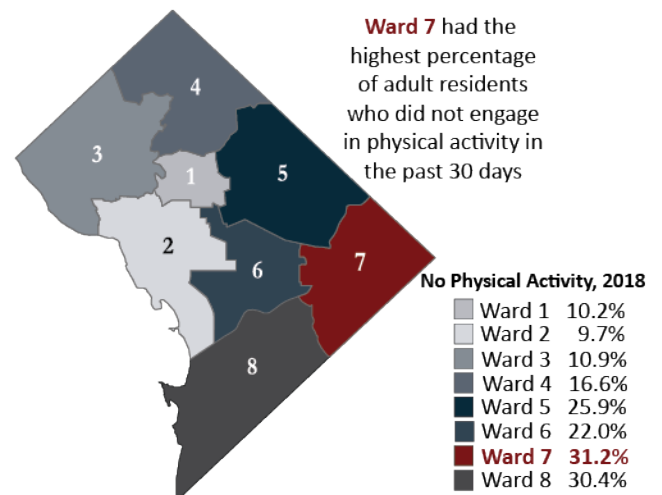 Ward 7 had the
highest percentage
of adult residents
who did not engage
in physical activity in
the past 30 days
4
3
1
5
2
6
7
8
No Physical Activity, 2018
Ward 1 10.2%
Ward 2 9.7%
Ward 3 10.9%
Ward 4 16.6%
Ward 5 25.9%
Ward 6 22.0%
Ward 7 31.2%
Ward 8 30.4%